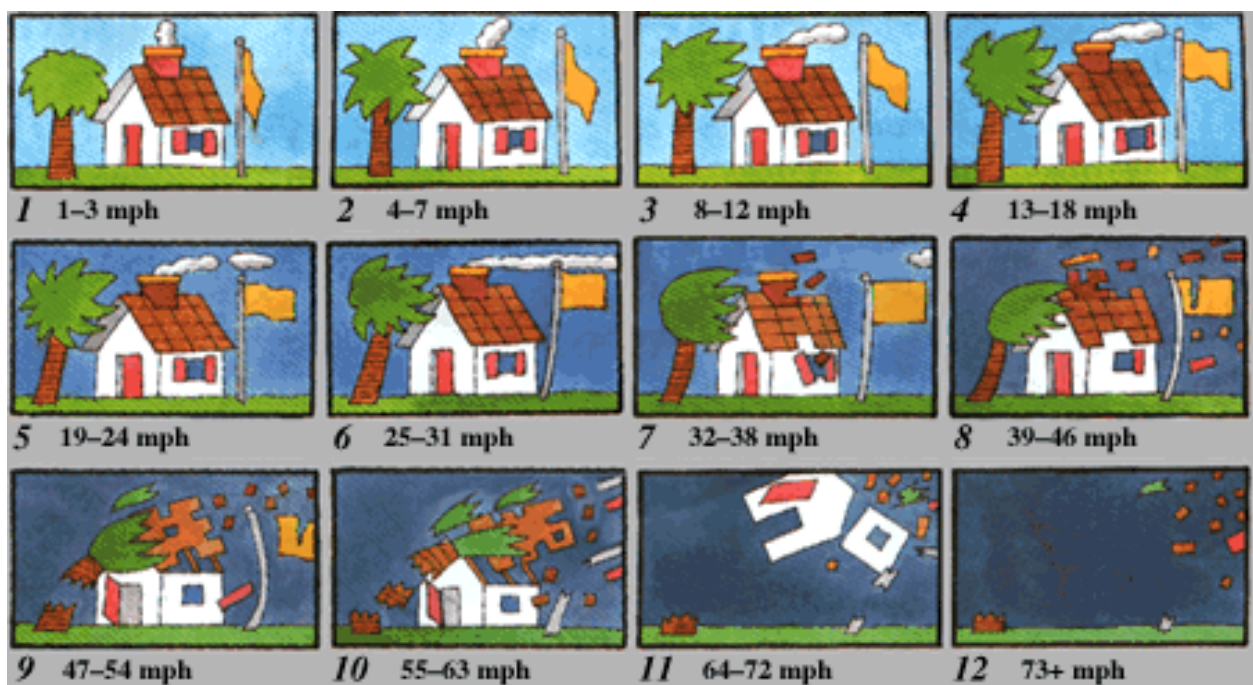 1 1–3 mph
2 4–7 mph
3 8–12 mph
4 13–18 mph
5 19–24 mph
6 25–31 mph
7 32–38 mph
8 39–46 mph
9 47–54 mph
10 55–63 mph
11 64–72 mph
12 73+ mph